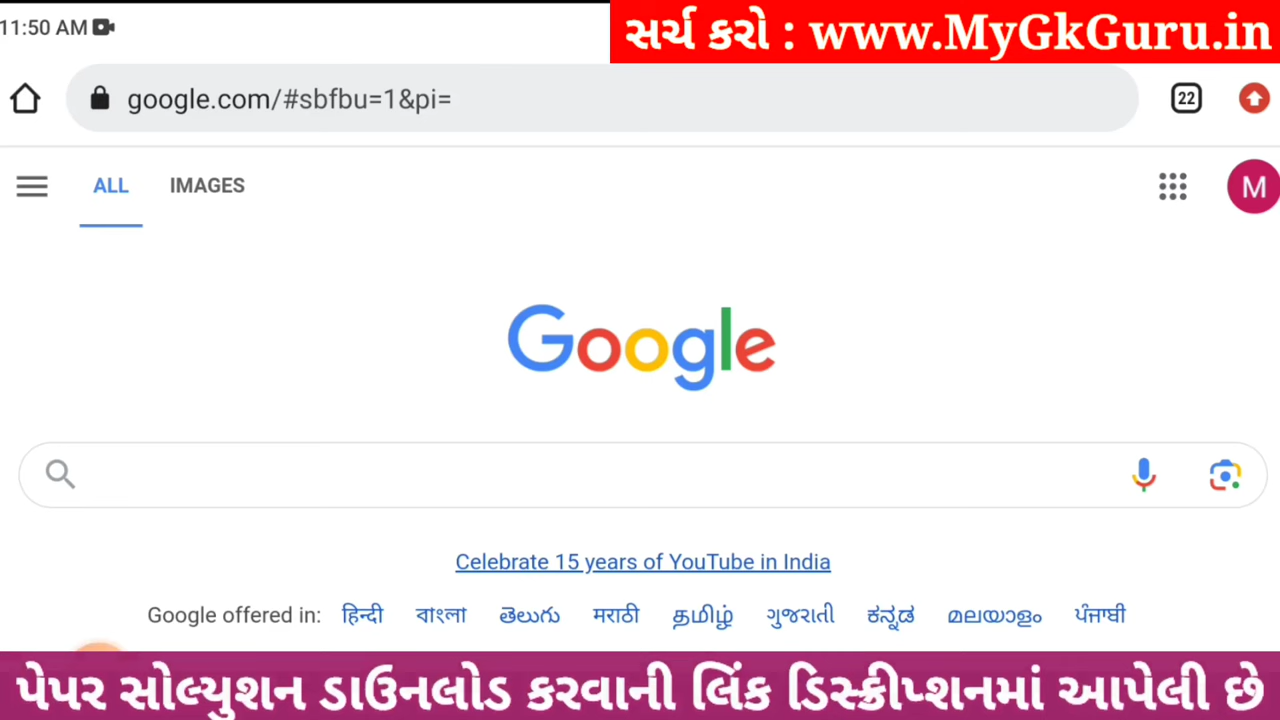 11:50 AM
સર્ચ કરો : www.MyGkGuru.in
google.com/#sbfbu=1&pi=
22
ALL IMAGES
M
Google
Celebrate 15 years of YouTube in India
Google offered in: हिन्दी বাংলা తెలుగు मराठी தமிழ் ગુજરાતી ಕನ್ನಡ മലയാളം ਪੰਜਾਬੀ
પેપર સોલ્યુશન ડાઉનલોડ કરવાની લિંક ડિસ્ક્રીપ્શનમાં આપેલી છે